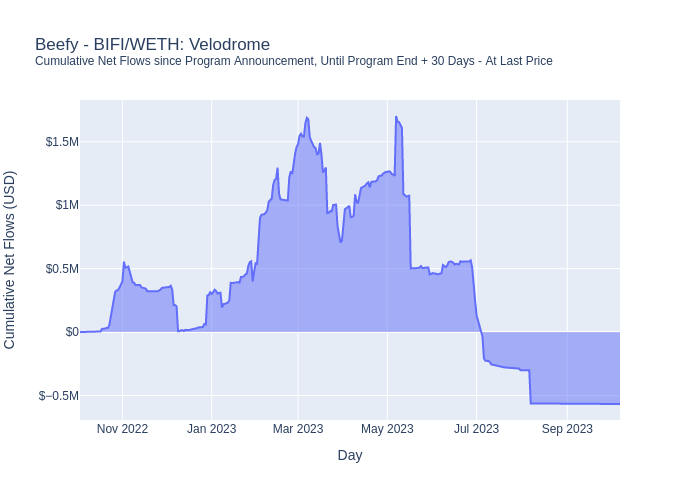 Beefy - BIFI/WETH: Velodrome
Cumulative Net Flows since Program Announcement, Until Program End + 30 Days - At Last Price
Cumulative Net Flows (USD)
$1.5M
$1M
$0.5M
$0
$−0.5M
Nov 2022
Jan 2023
Mar 2023
May 2023
Jul 2023
Sep 2023
Day